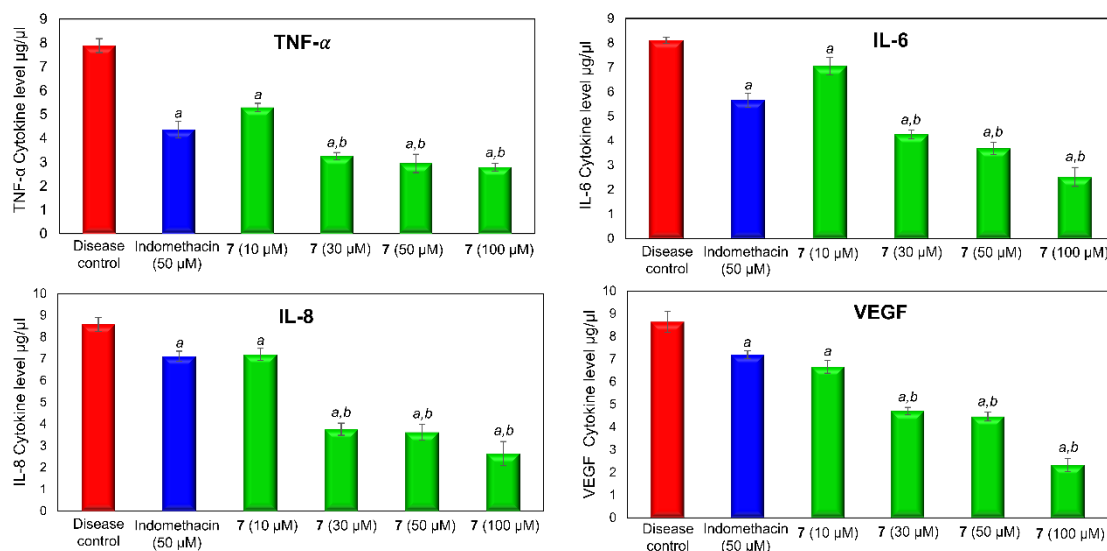 TNF-α
TNF-α Cytokine level µg/µl
9
8
7
6
5
4
3
2
1
0
a
a
a,b
a,b
a,b
Disease control
Indomethacin (50 µM)
7 (10 µM)
7 (30 µM)
7 (50 µM)
7 (100 µM)
IL-6
IL-6 Cytokine level µg/µl
9
8
7
6
5
4
3
2
1
0
a
a
a,b
a,b
a,b
Disease control
Indomethacin (50 µM)
7 (10 µM)
7 (30 µM)
7 (50 µM)
7 (100 µM)
IL-8
IL-8 Cytokine level µg/µl
10
9
8
7
6
5
4
3
2
1
0
a
a
a,b
a,b
a,b
Disease control
Indomethacin (50 µM)
7 (10 µM)
7 (30 µM)
7 (50 µM)
7 (100 µM)
VEGF
VEGF Cytokine level µg/µl
10
9
8
7
6
5
4
3
2
1
0
a
a
a,b
a,b
a,b
Disease control
Indomethacin (50 µM)
7 (10 µM)
7 (30 µM)
7 (50 µM)
7 (100 µM)